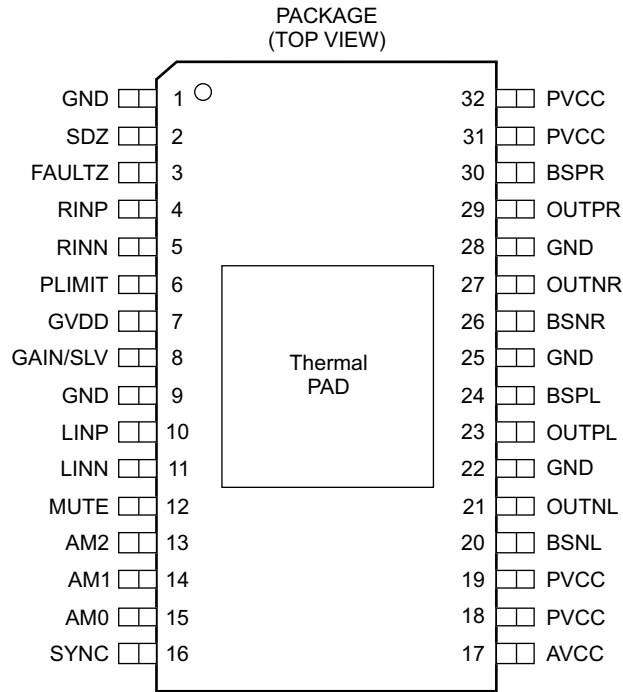 PACKAGE
(TOP VIEW)
GND 1 32 PVCC
SDZ 2 31 PVCC
FAULTZ 3 30 BSPR
RINP 4 29 OUTPR
RINN 5 28 GND
PLIMIT 6 27 OUTNR
GVDD 7 26 BSNR
GAIN/SLV 8 25 GND
GND 9 24 BSPL
LINP 10 23 OUTPL
LINN 11 22 GND
MUTE 12 21 OUTNL
AM2 13 20 BSNL
AM1 14 19 PVCC
AM0 15 18 PVCC
SYNC 16 17 AVCC
Thermal
PAD